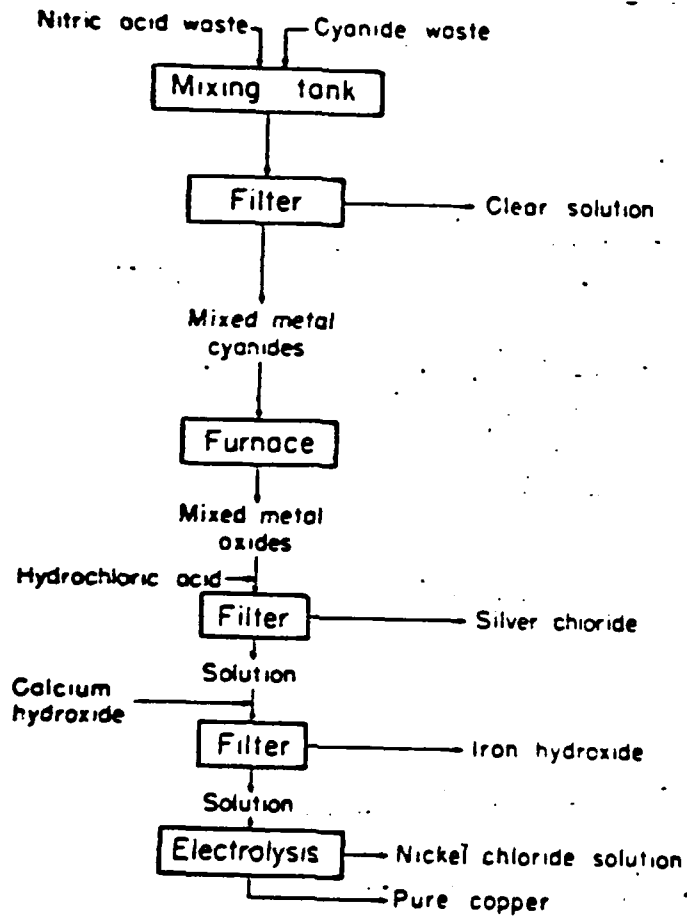 Nitric acid waste
Cyanide waste
Mixing tank
Filter
Clear solution
Mixed metal
cyanides
Furnace
Mixed metal
oxides
Hydrochloric acid
Filter
Silver chloride
Solution
Calcium
hydroxide
Filter
Iron hydroxide
Solution
Electrolysis
Nickel chloride solution
Pure copper